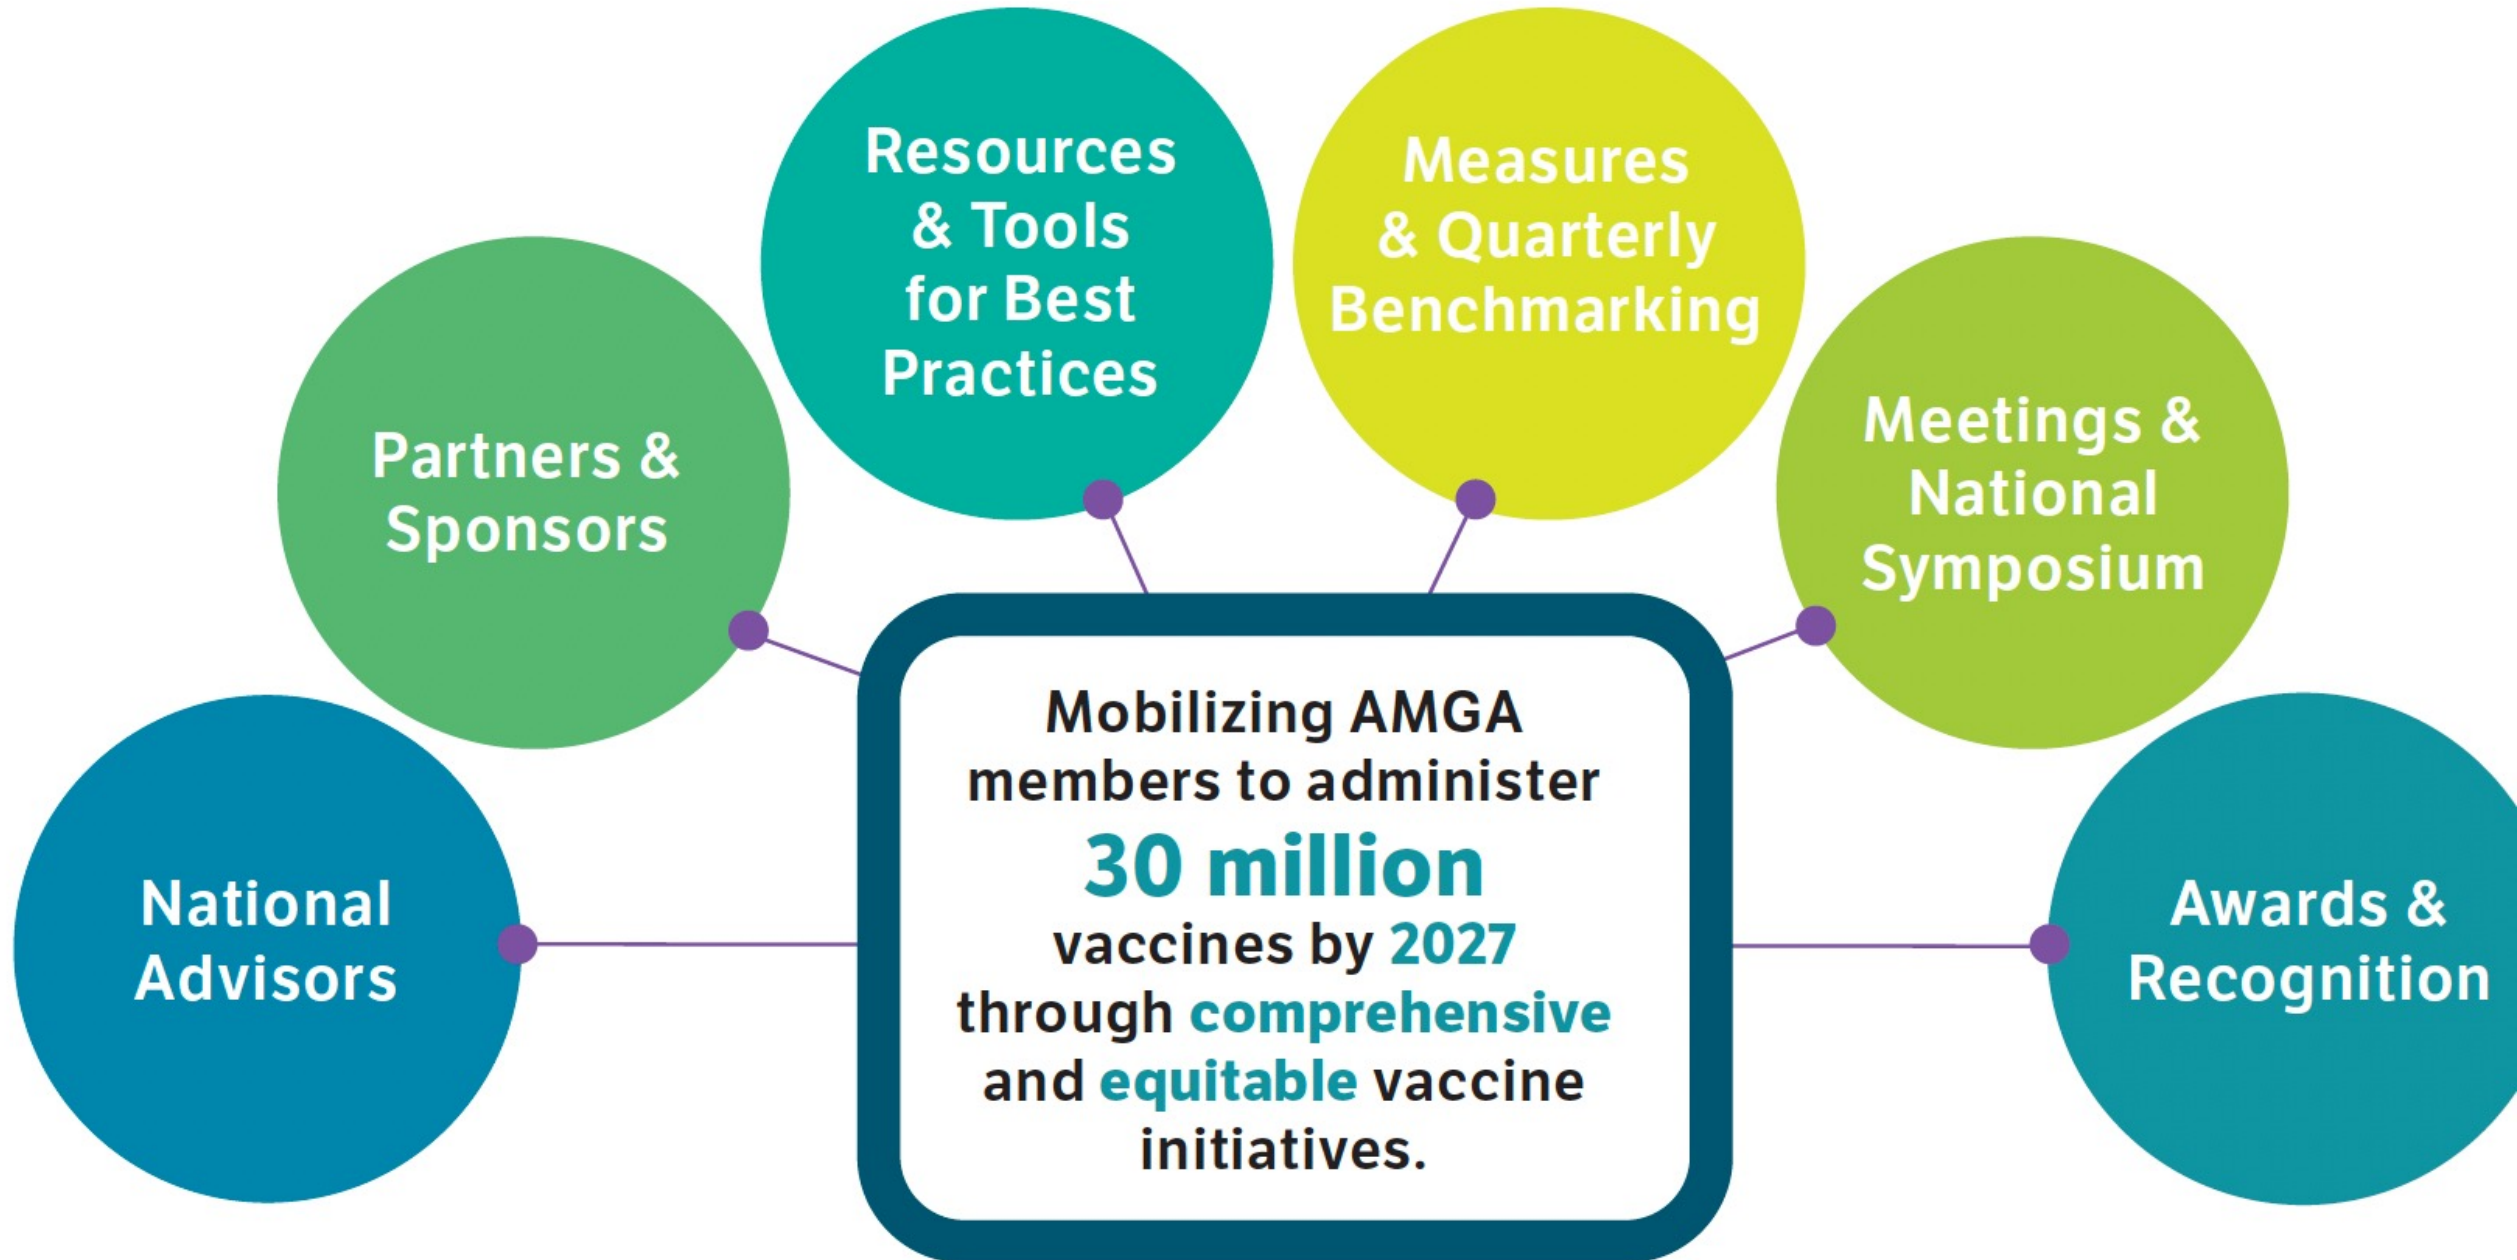 National
Advisors
Partners &
Sponsors
Resources
& Tools
for Best
Practices
Measures
& Quarterly
Benchmarking
Meetings &
National
Symposium
Awards &
Recognition
Mobilizing AMGA
members to administer
30 million
vaccines by 2027
through comprehensive
and equitable vaccine
initiatives.